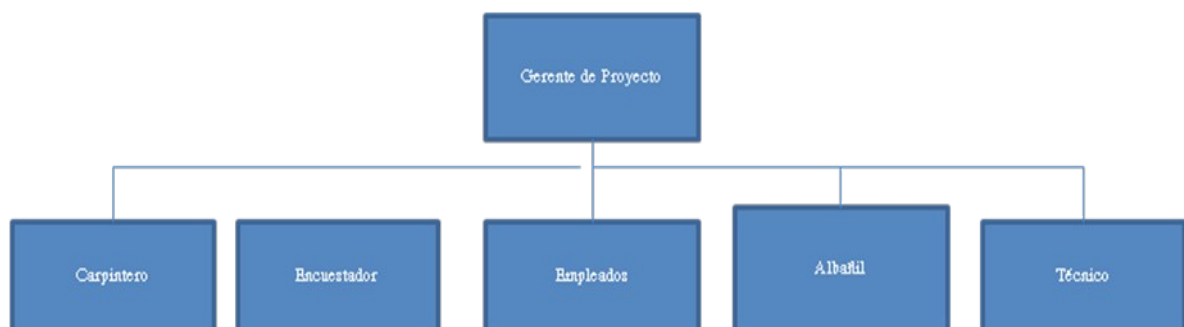 Gerente de Proyecto
Carpintero
Encuestador
Empleados
Albañil
Técnico